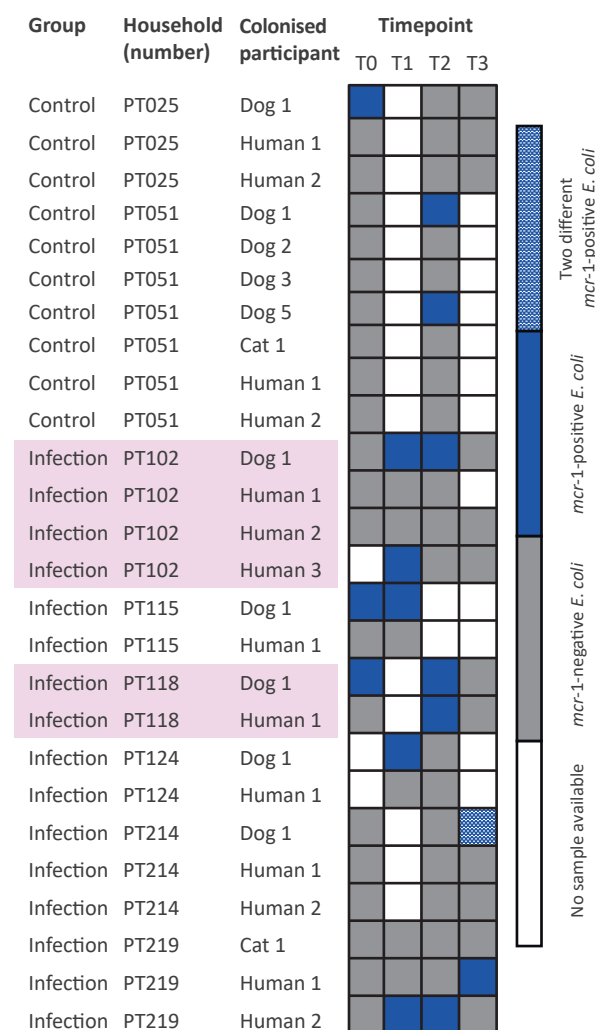 Group Household (number) Colonised participant Timepoint
T0 T1 T2 T3
Control PT025 Dog 1
Control PT025 Human 1
Control PT025 Human 2
Control PT051 Dog 1
Control PT051 Dog 2
Control PT051 Dog 3
Control PT051 Dog 5
Control PT051 Cat 1
Control PT051 Human 1
Control PT051 Human 2
Infection PT102 Dog 1
Infection PT102 Human 1
Infection PT102 Human 2
Infection PT102 Human 3
Infection PT115 Dog 1
Infection PT115 Human 1
Infection PT118 Dog 1
Infection PT118 Human 1
Infection PT124 Dog 1
Infection PT124 Human 1
Infection PT214 Dog 1
Infection PT214 Human 1
Infection PT214 Human 2
Infection PT219 Cat 1
Infection PT219 Human 1
Infection PT219 Human 2
Two different
mcr-1-positive E. coli
mcr-1-positive E. coli
mcr-1-negative E. coli
No sample available